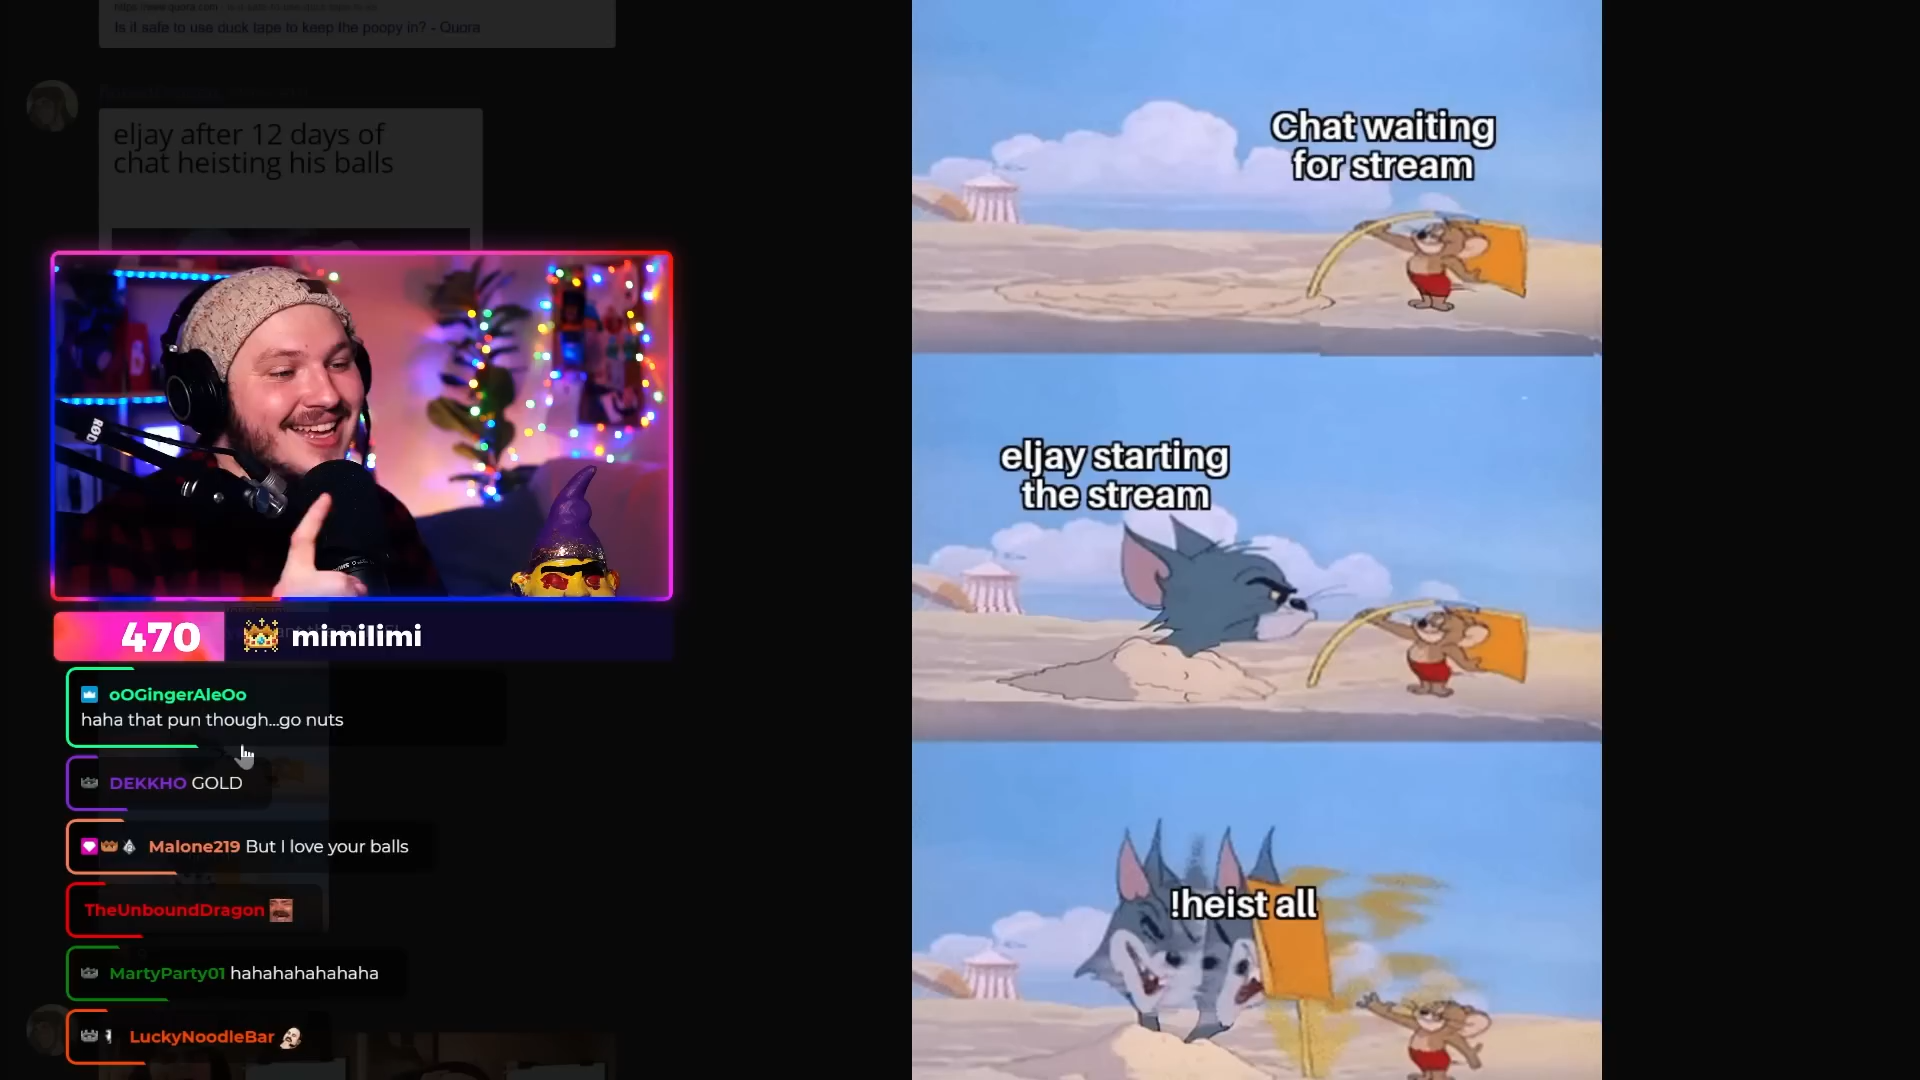 Is it safe to use duck tape to keep the poopy in? - Quora
eljay after 12 days of
chat heisting his balls
RØD
470 mimilimi
oOGingerAleOo
haha that pun though...go nuts
DEKKHO GOLD
Malone219 But I love your balls
TheUnboundDragon
MartyParty01 hahahahahahaha
LuckyNoodleBar
Chat waiting
for stream
eljay starting
the stream
!heist all